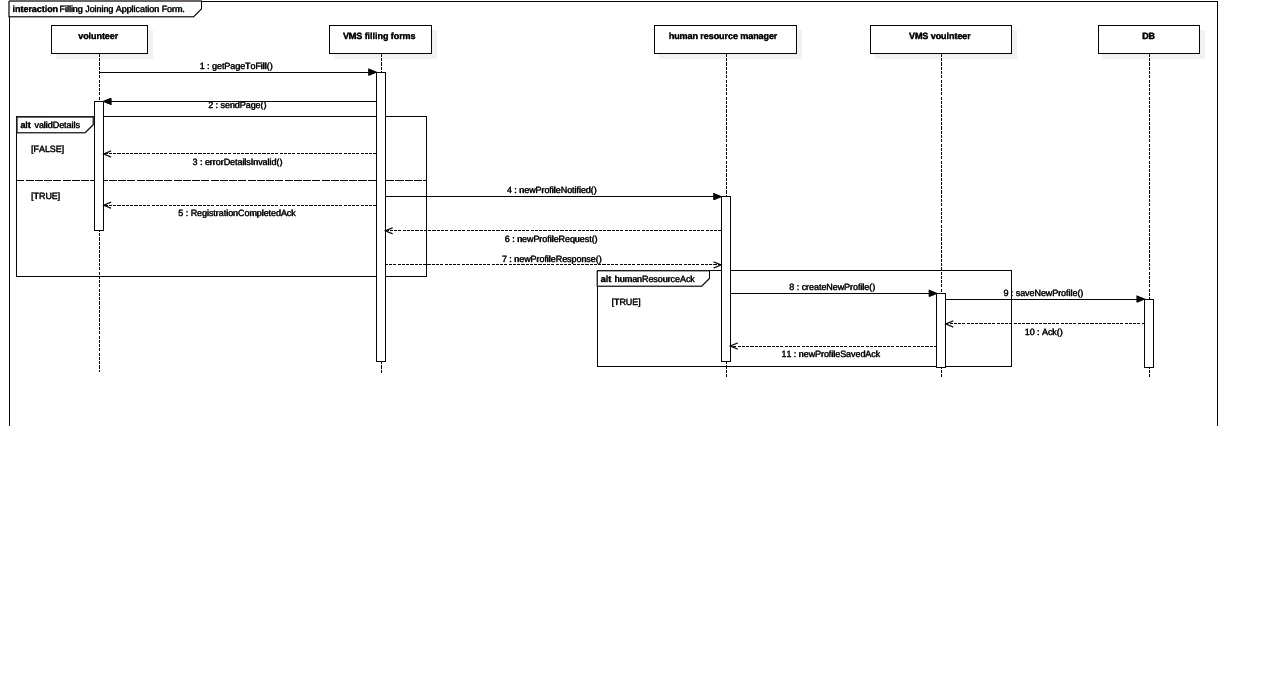 interaction Filling Joining Application Form.
volunteer
VMS filling forms
human resource manager
VMS voulnteer
DB
1 : getPageToFill()
2 : sendPage()
alt validDetails
[FALSE]
3 : errorDetailsInvalid()
[TRUE]
4 : newProfileNotified()
5 : RegistrationCompletedAck
6 : newProfileRequest()
7 : newProfileResponse()
alt humanResourceAck
8 : createNewProfile()
9 : saveNewProfile()
[TRUE]
10 : Ack()
11 : newProfileSavedAck